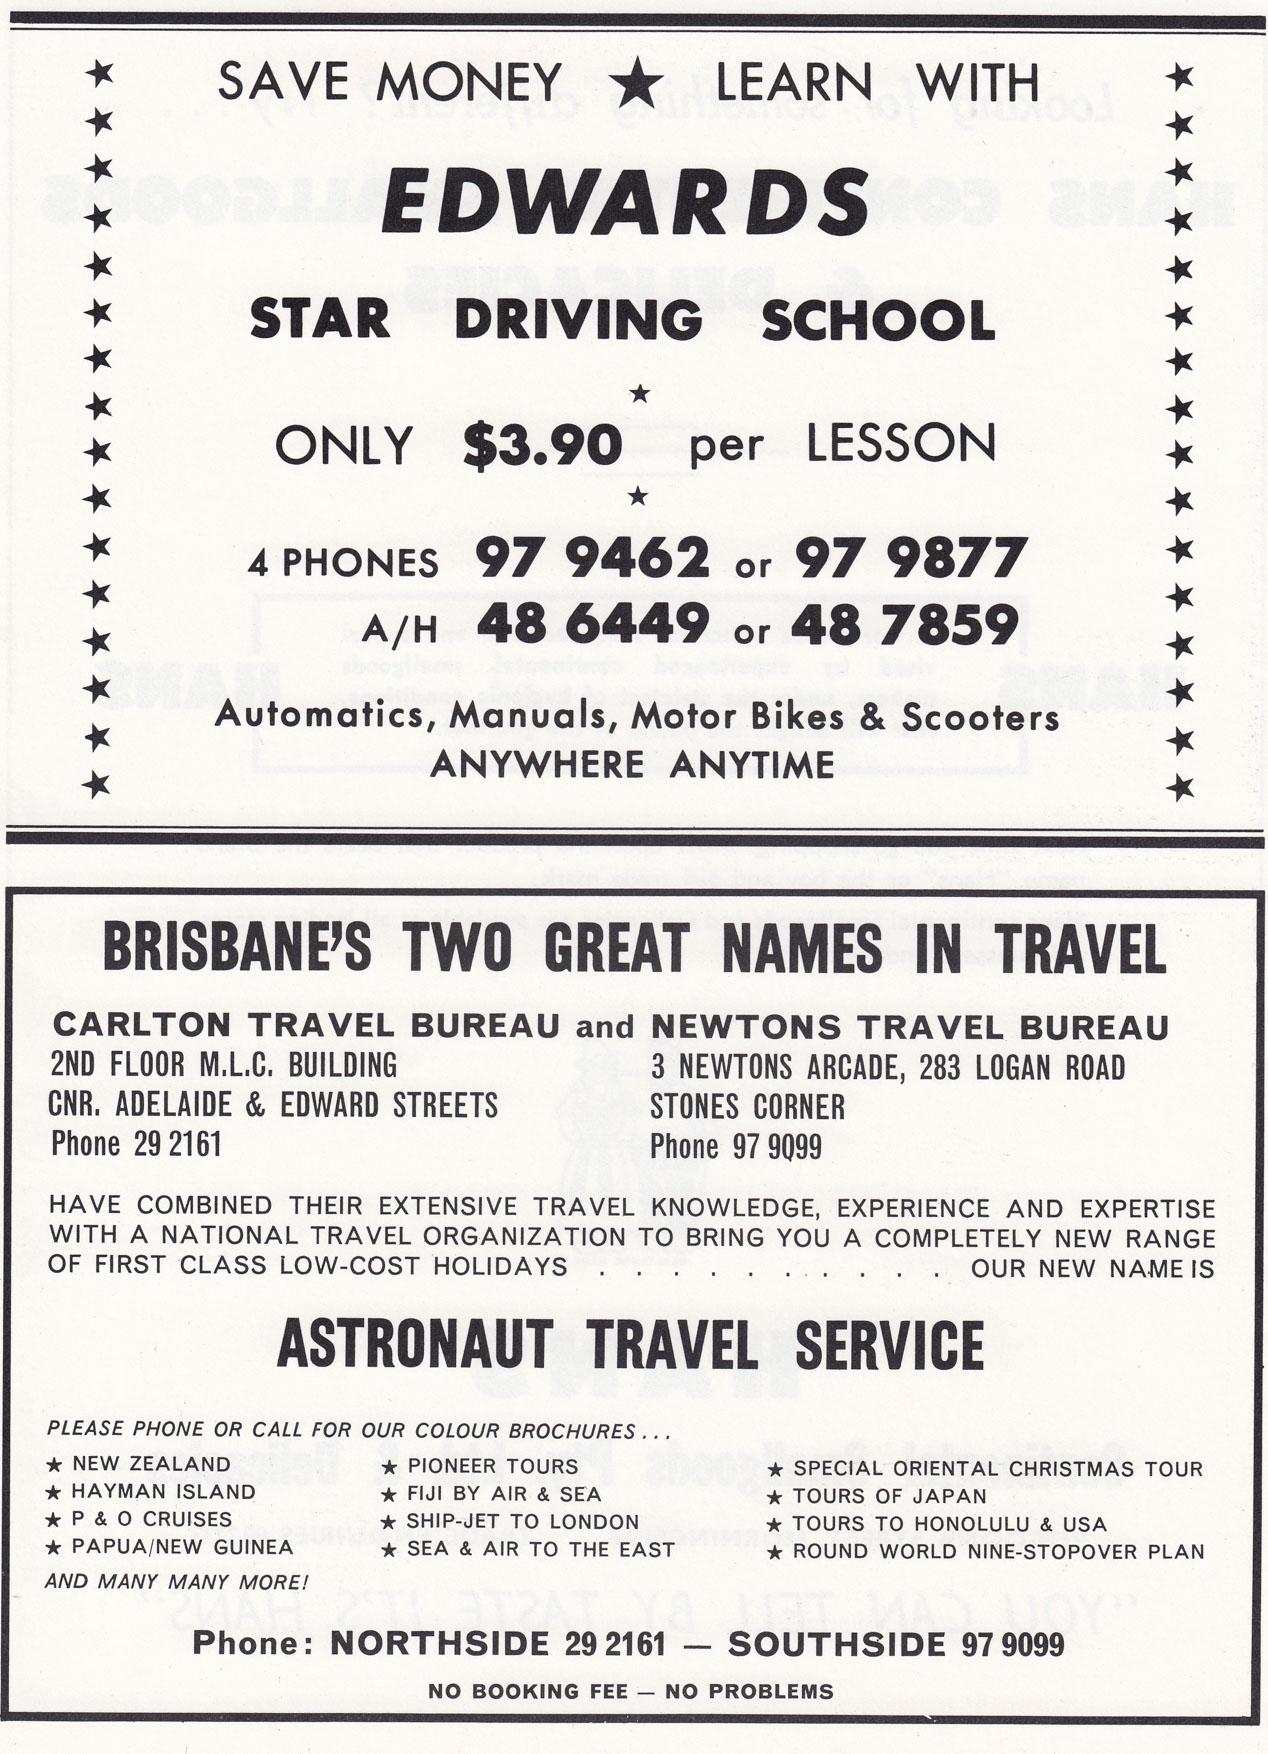 SAVE MONEY ★ LEARN WITH
EDWARDS
STAR DRIVING SCHOOL
★
ONLY $3.90 per LESSON
★
4 PHONES 97 9462 or 97 9877
A/H 48 6449 or 48 7859
Automatics, Manuals, Motor Bikes & Scooters
ANYWHERE ANYTIME
BRISBANE'S TWO GREAT NAMES IN TRAVEL
CARLTON TRAVEL BUREAU and NEWTONS TRAVEL BUREAU
2ND FLOOR M.L.C. BUILDING
CNR. ADELAIDE & EDWARD STREETS
Phone 29 2161
3 NEWTONS ARCADE, 283 LOGAN ROAD
STONES CORNER
Phone 97 9099
HAVE COMBINED THEIR EXTENSIVE TRAVEL KNOWLEDGE, EXPERIENCE AND EXPERTISE
WITH A NATIONAL TRAVEL ORGANIZATION TO BRING YOU A COMPLETELY NEW RANGE
OF FIRST CLASS LOW-COST HOLIDAYS . . . . . . . . . . . OUR NEW NAME IS
ASTRONAUT TRAVEL SERVICE
PLEASE PHONE OR CALL FOR OUR COLOUR BROCHURES . . .
★ NEW ZEALAND
★ HAYMAN ISLAND
★ P & O CRUISES
★ PAPUA/NEW GUINEA
★ PIONEER TOURS
★ FIJI BY AIR & SEA
★ SHIP-JET TO LONDON
★ SEA & AIR TO THE EAST
★ SPECIAL ORIENTAL CHRISTMAS TOUR
★ TOURS OF JAPAN
★ TOURS TO HONOLULU & USA
★ ROUND WORLD NINE-STOPOVER PLAN
AND MANY MANY MORE!
Phone: NORTHSIDE 29 2161 — SOUTHSIDE 97 9099
NO BOOKING FEE — NO PROBLEMS